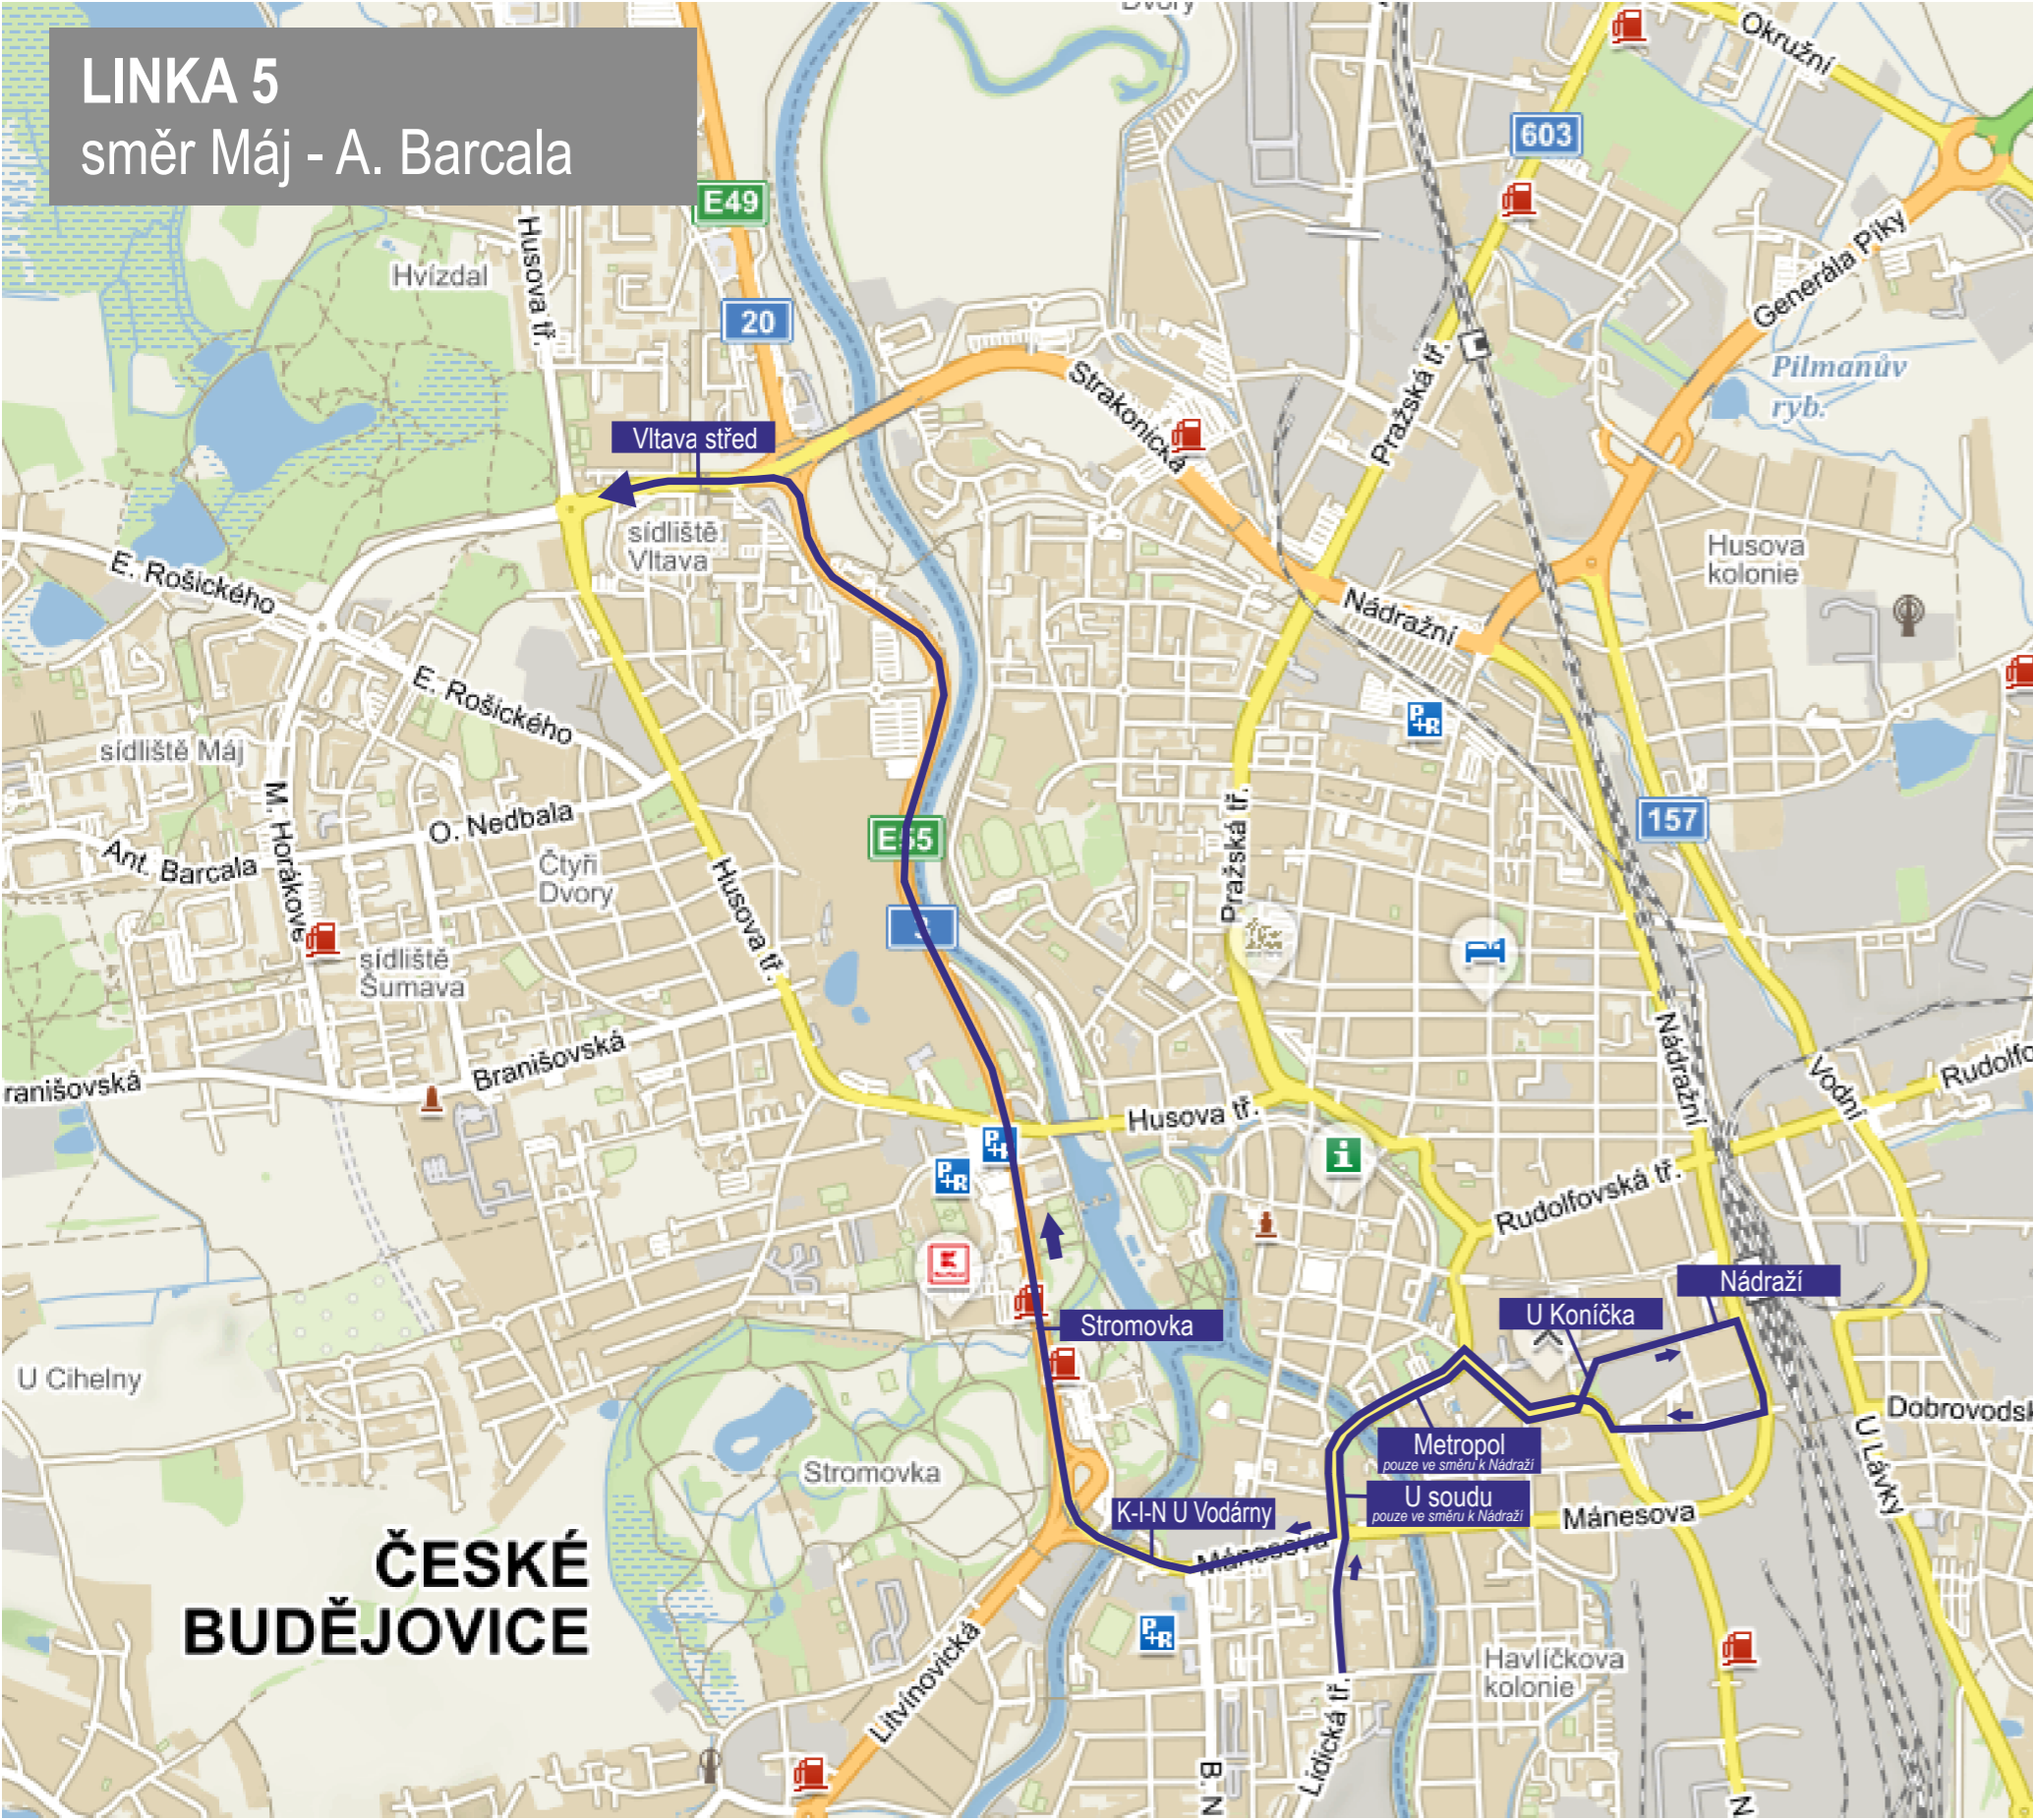 Dvory
LINKA 5
směr Máj - A. Barcala
Okružní
603
E49
Husova tř.
Hvízdal
20
Generála Píky
Pilmanův
ryb.
Strakonická
Pražská tř.
Vltava střed
sídliště
Vltava
Husova
kolonie
E. Rošického
Nádražní
E. Rošického
P+R
sídliště Máj
M. Horákové
O. Nedbala
Ant. Barcala
Čtyři
Dvory
E55
Pražská tř.
157
Husova tř.
3
sídliště
Šumava
Nádražní
Branišovská
ranišovská
Vodní
Rudolfo
Husova tř.
P+R
P+R
i
Rudolfovská tř.
K
Nádraží
U Koníčka
Stromovka
U Cihelny
Dobrovodsk
U Lávky
Stromovka
Metropol
pouze ve směru k Nádraží
U soudu
pouze ve směru k Nádraží
K-I-N U Vodárny
Mánesova
Mánesova
ČESKÉ
BUDĚJOVICE
P+R
Litvínovická
Havlíčkova
kolonie
Lidická tř.
B. N
N